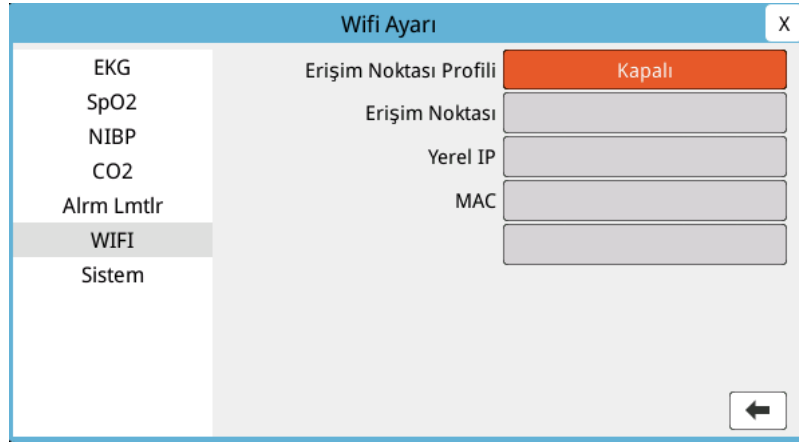 Wifi Ayarı
X
EKG
SpO2
NIBP
CO2
Alrm Lmtlr
WIFI
Sistem
Erişim Noktası Profili Kapalı
Erişim Noktası
Yerel IP
MAC